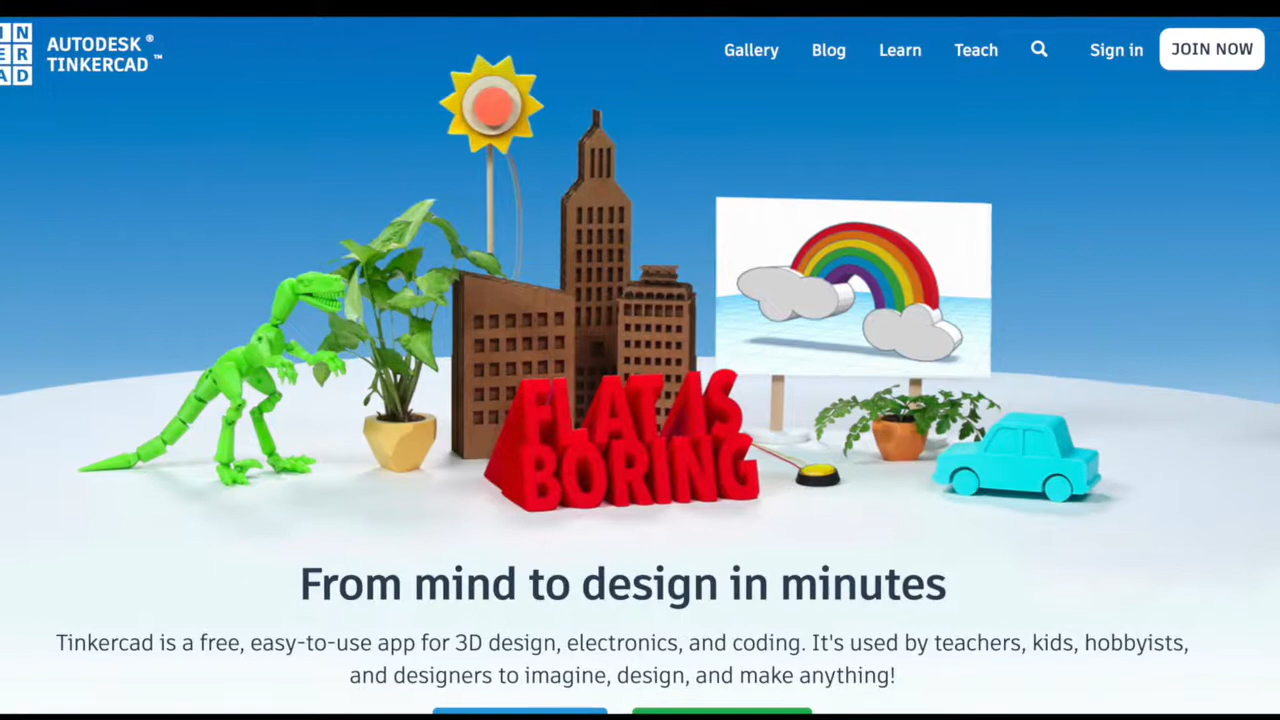 AUTODESK®
TINKERCAD™
Gallery Blog Learn Teach Sign in JOIN NOW
FLAT IS
BORING
From mind to design in minutes
Tinkercad is a free, easy-to-use app for 3D design, electronics, and coding. It's used by teachers, kids, hobbyists,
and designers to imagine, design, and make anything!